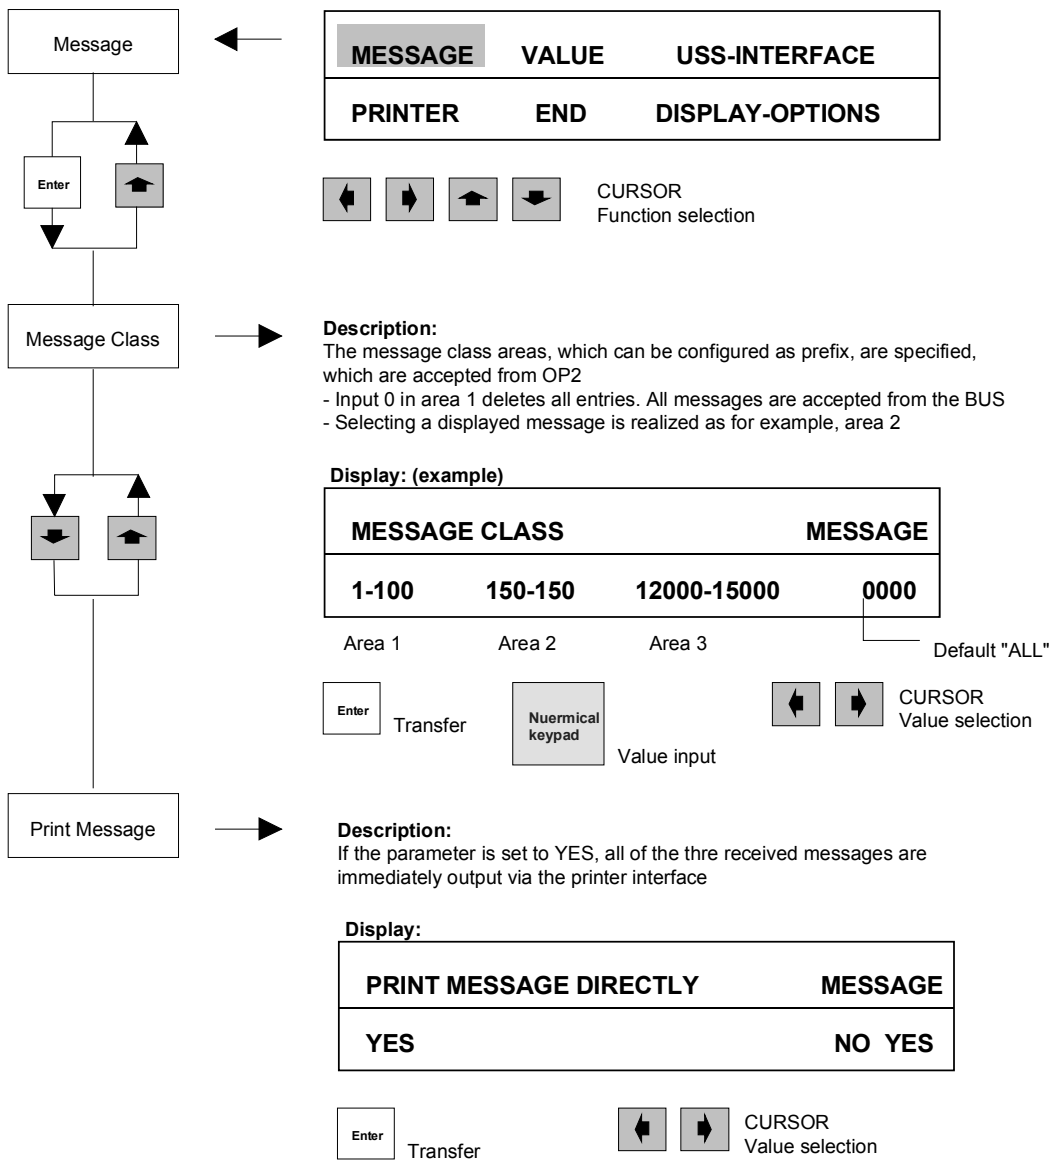 Message
MESSAGE VALUE USS-INTERFACE
PRINTER END DISPLAY-OPTIONS
Enter
CURSOR
Function selection
Message Class
Description:
The message class areas, which can be configured as prefix, are specified,
which are accepted from OP2
- Input 0 in area 1 deletes all entries. All messages are accepted from the BUS
- Selecting a displayed message is realized as for example, area 2
Display: (example)
MESSAGE CLASS MESSAGE
1-100 150-150 12000-15000 0000
Area 1 Area 2 Area 3
Default "ALL"
Enter
Transfer
Nuermical
keypad
Value input
CURSOR
Value selection
Print Message
Description:
If the parameter is set to YES, all of the thre received messages are
immediately output via the printer interface
Display:
PRINT MESSAGE DIRECTLY MESSAGE
YES NO YES
Enter
Transfer
CURSOR
Value selection